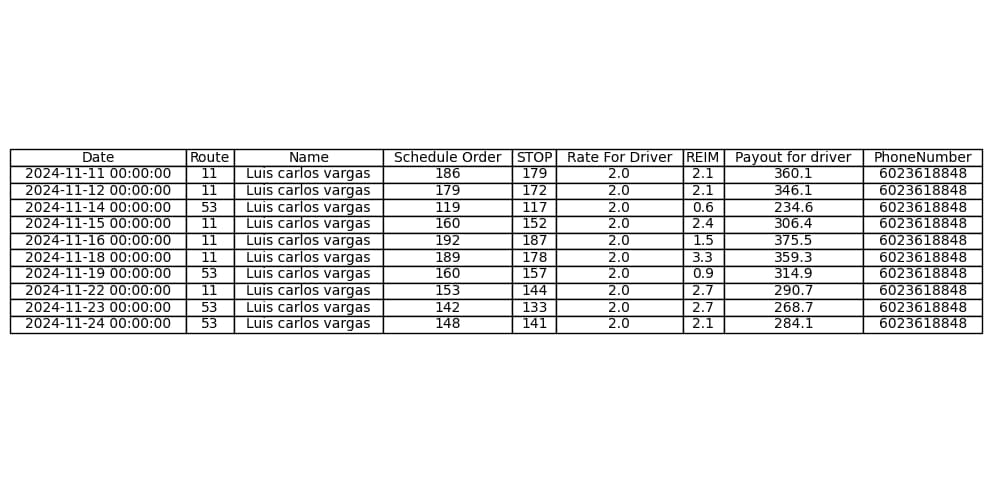 Date Route Name Schedule Order STOP Rate For Driver REIM Payout for driver PhoneNumber
2024-11-11 00:00:00 11 Luis carlos vargas 186 179 2.0 2.1 360.1 6023618848
2024-11-12 00:00:00 11 Luis carlos vargas 179 172 2.0 2.1 346.1 6023618848
2024-11-14 00:00:00 53 Luis carlos vargas 119 117 2.0 0.6 234.6 6023618848
2024-11-15 00:00:00 11 Luis carlos vargas 160 152 2.0 2.4 306.4 6023618848
2024-11-16 00:00:00 11 Luis carlos vargas 192 187 2.0 1.5 375.5 6023618848
2024-11-18 00:00:00 11 Luis carlos vargas 189 178 2.0 3.3 359.3 6023618848
2024-11-19 00:00:00 53 Luis carlos vargas 160 157 2.0 0.9 314.9 6023618848
2024-11-22 00:00:00 11 Luis carlos vargas 153 144 2.0 2.7 290.7 6023618848
2024-11-23 00:00:00 53 Luis carlos vargas 142 133 2.0 2.7 268.7 6023618848
2024-11-24 00:00:00 53 Luis carlos vargas 148 141 2.0 2.1 284.1 6023618848